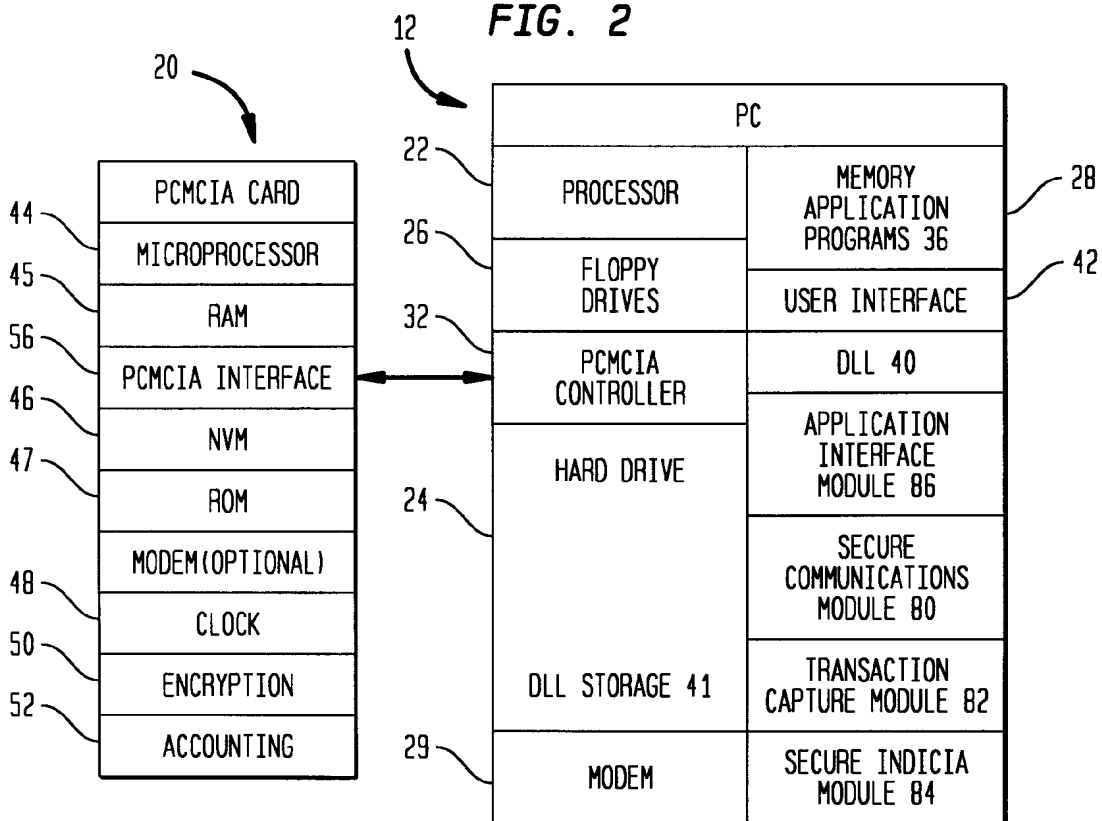 FIG. 2
20
PCMCIA CARD
44
MICROPROCESSOR
45
RAM
56
PCMCIA INTERFACE
46
NVM
47
ROM
MODEM(OPTIONAL)
48
CLOCK
50
ENCRYPTION
52
ACCOUNTING
12
PC
22
PROCESSOR
26
FLOPPY
DRIVES
32
PCMCIA
CONTROLLER
24
HARD DRIVE
DLL STORAGE 41
29
MODEM
MEMORY
APPLICATION
PROGRAMS 36
28
USER INTERFACE
42
DLL 40
APPLICATION
INTERFACE
MODULE 86
SECURE
COMMUNICATIONS
MODULE 80
TRANSACTION
CAPTURE MODULE 82
SECURE INDICIA
MODULE 84